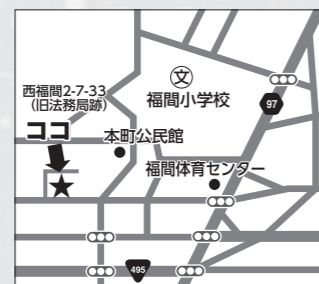 文
福間小学校
97
西福間2-7-33
（旧法務局跡）
ココ
本町公民館
福間体育センター
495